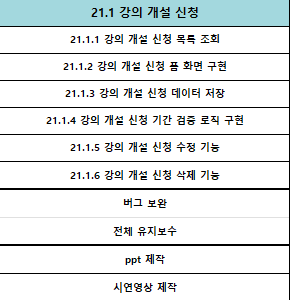 21.1 강의 개설 신청
21.1.1 강의 개설 신청 목록 조회
21.1.2 강의 개설 신청 폼 화면 구현
21.1.3 강의 개설 신청 데이터 저장
21.1.4 강의 개설 신청 기간 검증 로직 구현
21.1.5 강의 개설 신청 수정 기능
21.1.6 강의 개설 신청 삭제 기능
버그 보완
전체 유지보수
ppt 제작
시연영상 제작